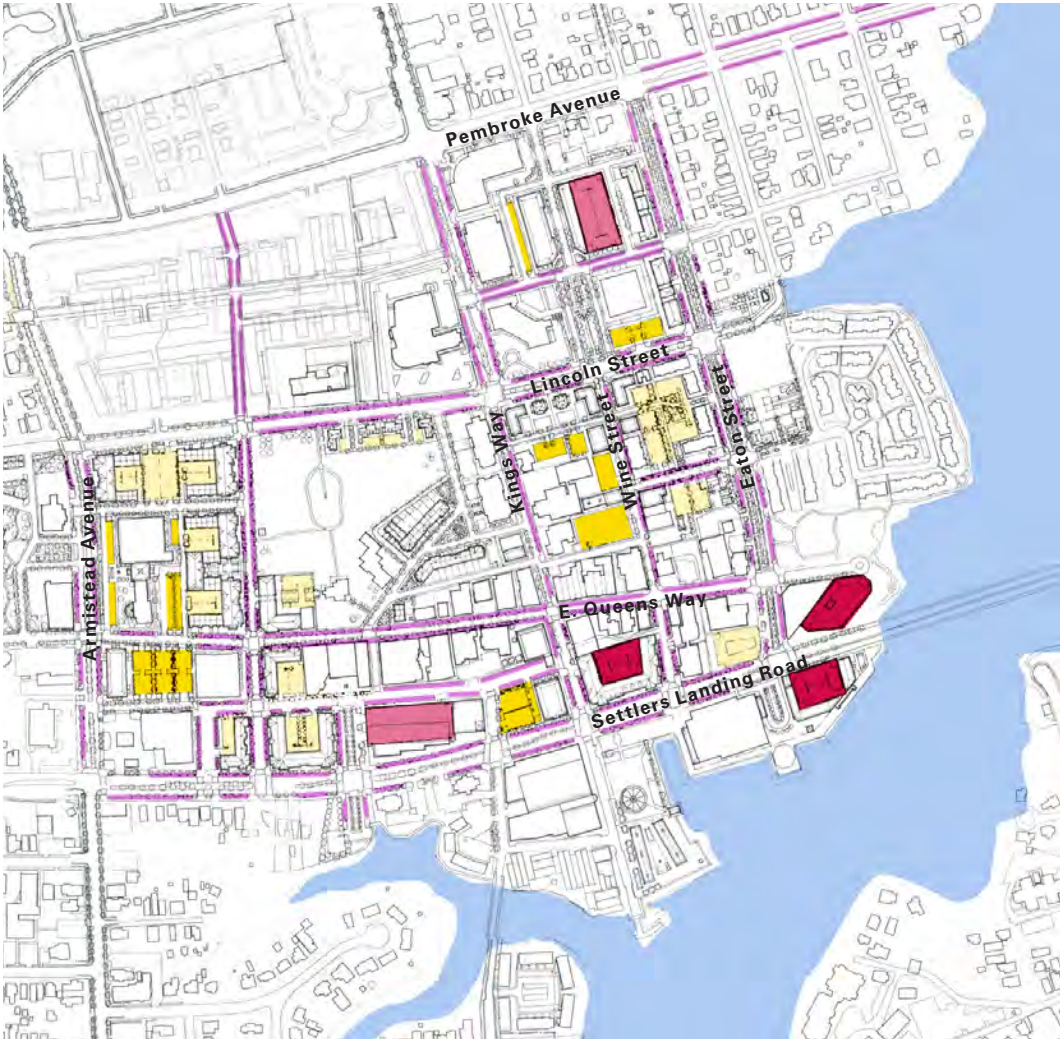 Pembroke Avenue
Lincoln Street
Kings Way
Wine Street
Eaton Street
Armistead Avenue
E. Queens Way
Settlers Landing Road